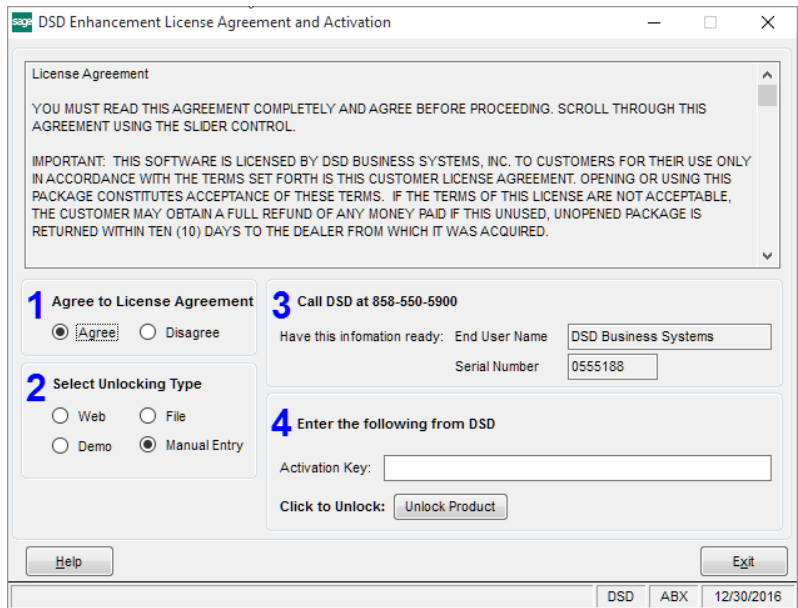 sage DSD Enhancement License Agreement and Activation
License Agreement
YOU MUST READ THIS AGREEMENT COMPLETELY AND AGREE BEFORE PROCEEDING. SCROLL THROUGH THIS
AGREEMENT USING THE SLIDER CONTROL.
IMPORTANT: THIS SOFTWARE IS LICENSED BY DSD BUSINESS SYSTEMS, INC. TO CUSTOMERS FOR THEIR USE ONLY
IN ACCORDANCE WITH THE TERMS SET FORTH IS THIS CUSTOMER LICENSE AGREEMENT. OPENING OR USING THIS
PACKAGE CONSTITUTES ACCEPTANCE OF THESE TERMS. IF THE TERMS OF THIS LICENSE ARE NOT ACCEPTABLE,
THE CUSTOMER MAY OBTAIN A FULL REFUND OF ANY MONEY PAID IF THIS UNUSED, UNOPENED PACKAGE IS
RETURNED WITHIN TEN (10) DAYS TO THE DEALER FROM WHICH IT WAS ACQUIRED.
1 Agree to License Agreement
Agree Disagree
2 Select Unlocking Type
Web File
Demo Manual Entry
3 Call DSD at 858-550-5900
Have this infomation ready: End User Name DSD Business Systems
Serial Number 0555188
4 Enter the following from DSD
Activation Key:
Click to Unlock: Unlock Product
Help Exit
DSD ABX 12/30/2016